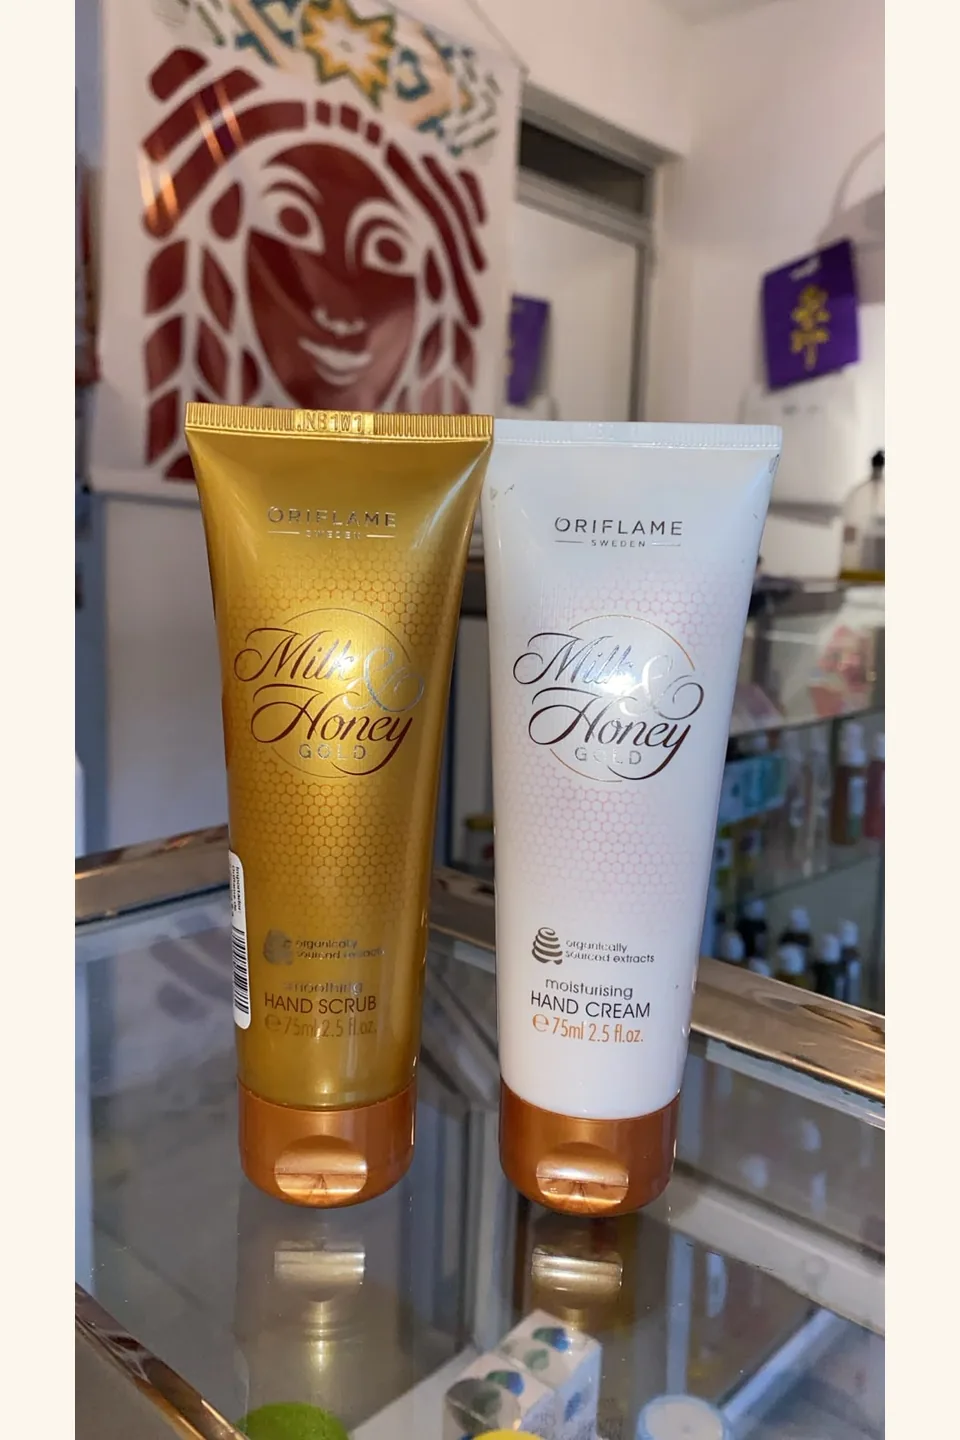 NB1W1
ORIFLAME
SWEDEN
Milk &
Honey
GOLD
organically
sourced extracts
smoothing
HAND SCRUB
e 75ml 2.5 fl.oz.
ORIFLAME
SWEDEN
Milk &
Honey
GOLD
organically
sourced extracts
moisturising
HAND CREAM
e 75ml 2.5 fl.oz.